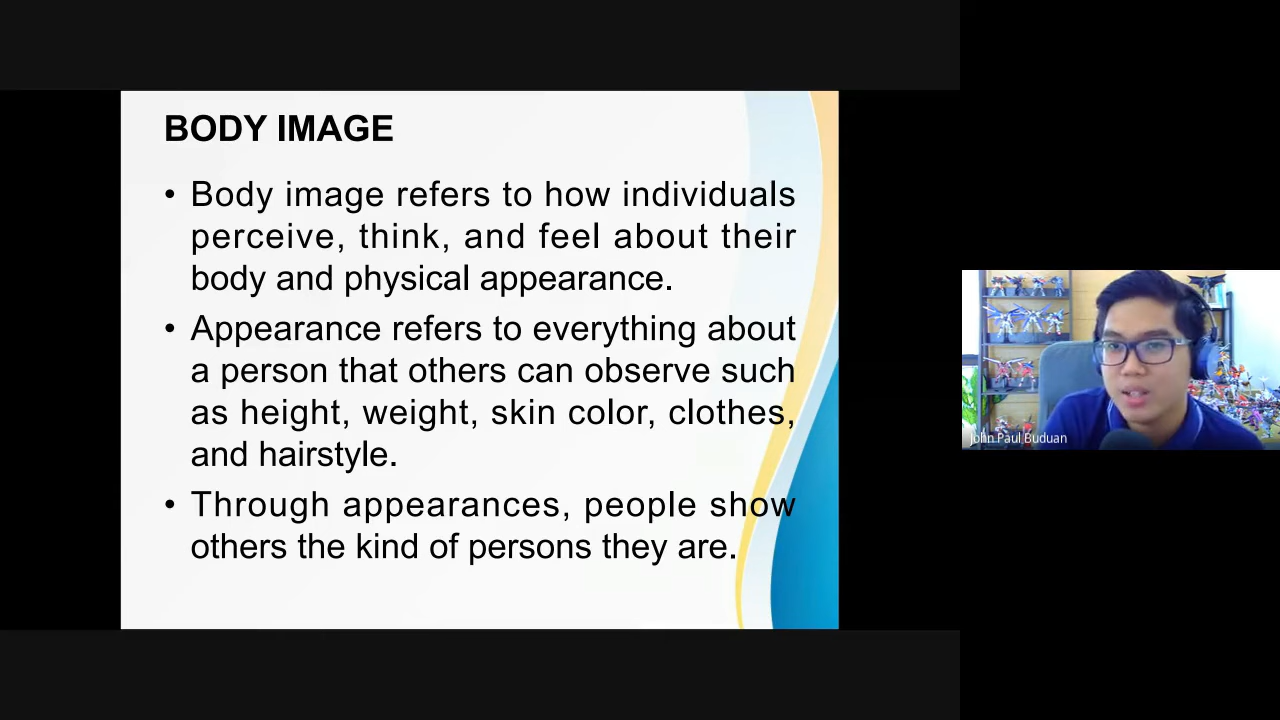 BODY IMAGE
• Body image refers to how individuals
perceive, think, and feel about their
body and physical appearance.
• Appearance refers to everything about
a person that others can observe such
as height, weight, skin color, clothes,
and hairstyle.
• Through appearances, people show
others the kind of persons they are.
John Paul Buduan